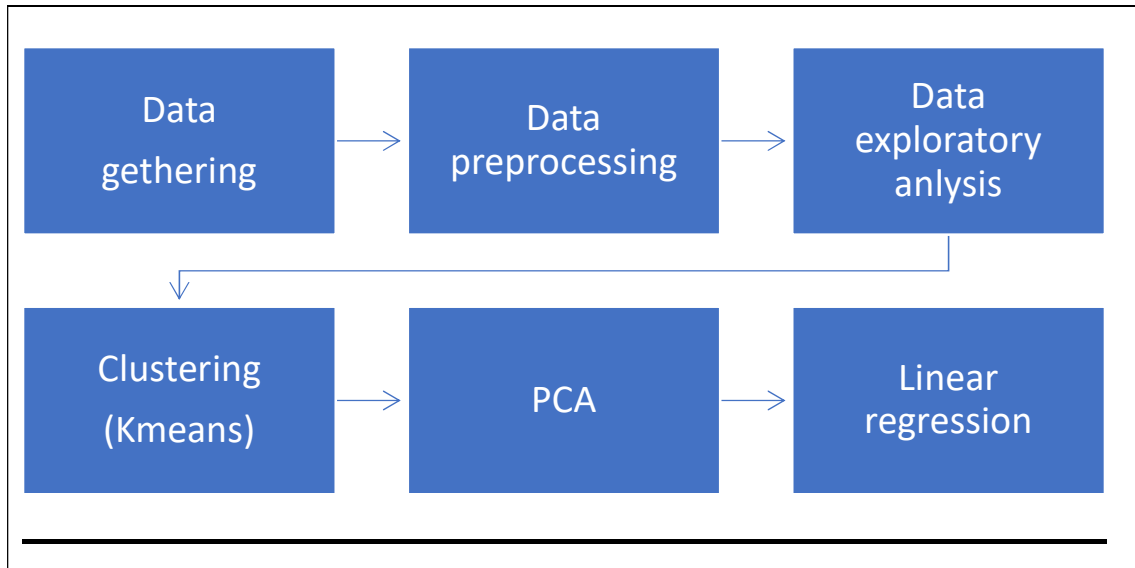 Data
gethering
Data
preprocessing
Data
exploratory
anlysis
Clustering
(Kmeans)
PCA
Linear
regression